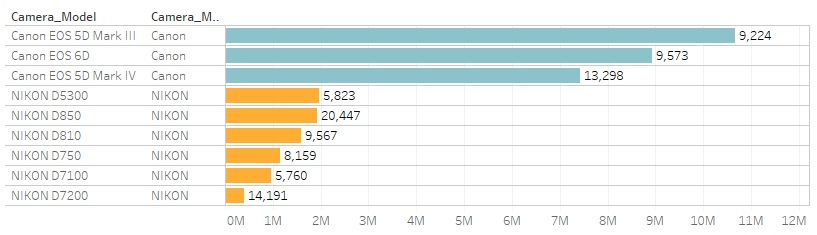 Camera_Model Camera_M..
Canon EOS 5D Mark III Canon 9,224
Canon EOS 6D Canon 9,573
Canon EOS 5D Mark IV Canon 13,298
NIKON D5300 NIKON 5,823
NIKON D850 NIKON 20,447
NIKON D810 NIKON 9,567
NIKON D750 NIKON 8,159
NIKON D7100 NIKON 5,760
NIKON D7200 NIKON 14,191
0M 1M 2M 3M 4M 5M 6M 7M 8M 9M 10M 11M 12M